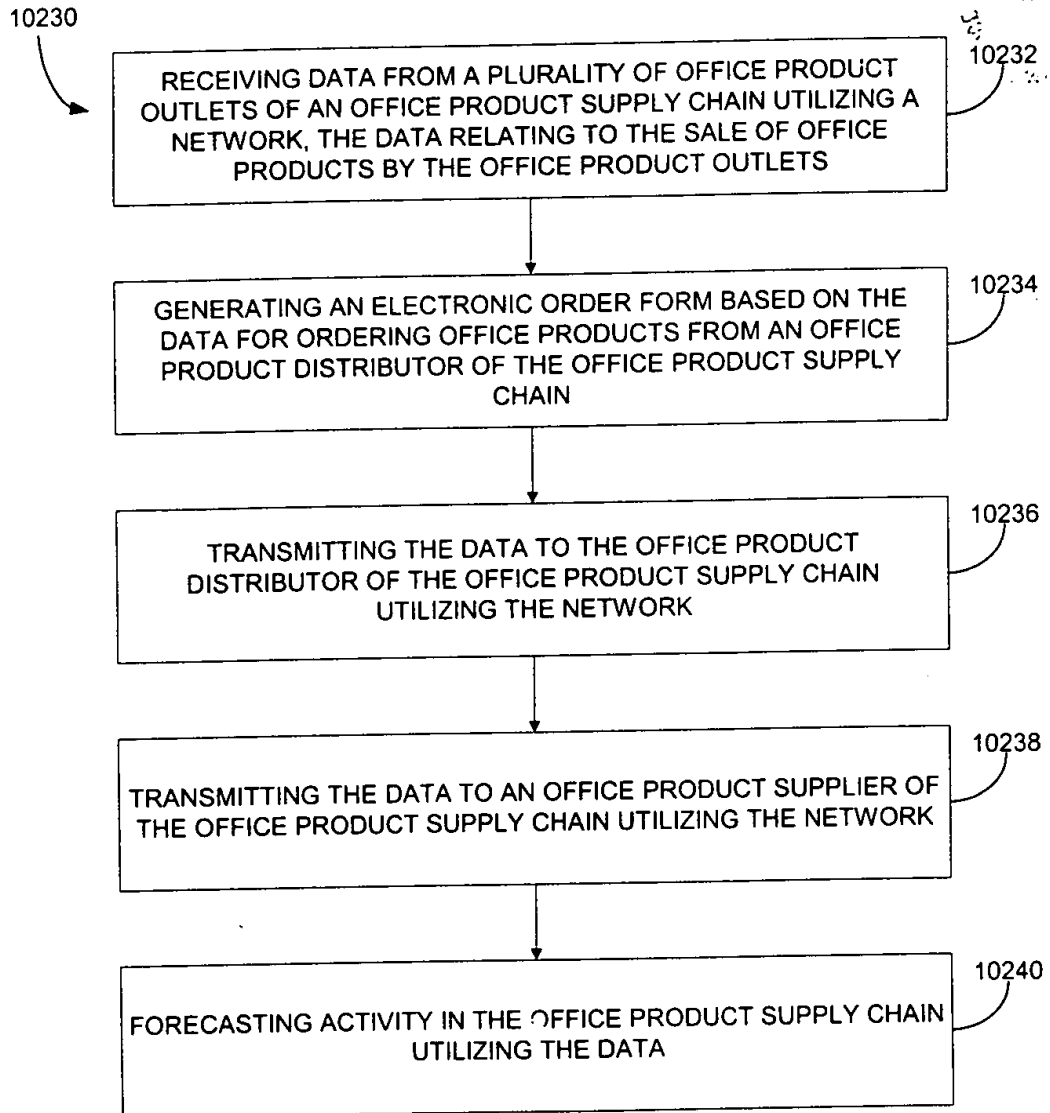 10230
10232
RECEIVING DATA FROM A PLURALITY OF OFFICE PRODUCT
OUTLETS OF AN OFFICE PRODUCT SUPPLY CHAIN UTILIZING A
NETWORK, THE DATA RELATING TO THE SALE OF OFFICE
PRODUCTS BY THE OFFICE PRODUCT OUTLETS
10234
GENERATING AN ELECTRONIC ORDER FORM BASED ON THE
DATA FOR ORDERING OFFICE PRODUCTS FROM AN OFFICE
PRODUCT DISTRIBUTOR OF THE OFFICE PRODUCT SUPPLY
CHAIN
10236
TRANSMITTING THE DATA TO THE OFFICE PRODUCT
DISTRIBUTOR OF THE OFFICE PRODUCT SUPPLY CHAIN
UTILIZING THE NETWORK
10238
TRANSMITTING THE DATA TO AN OFFICE PRODUCT SUPPLIER OF
THE OFFICE PRODUCT SUPPLY CHAIN UTILIZING THE NETWORK
10240
FORECASTING ACTIVITY IN THE OFFICE PRODUCT SUPPLY CHAIN
UTILIZING THE DATA